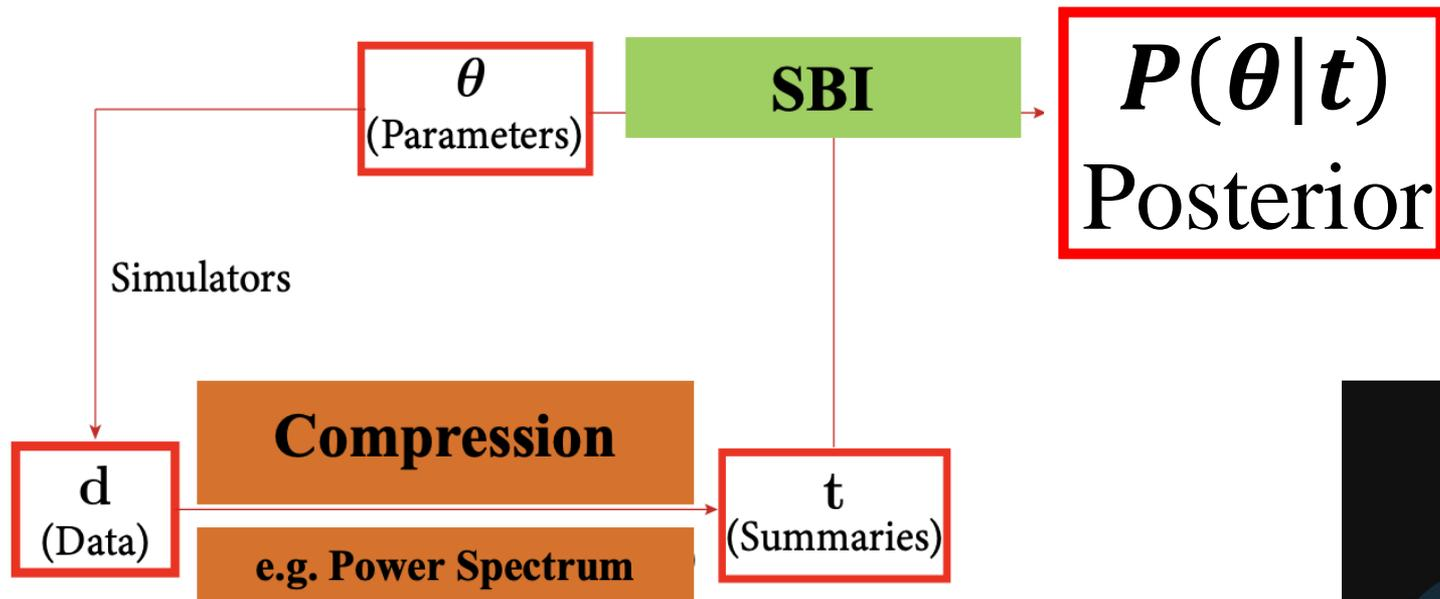 θ
(Parameters)
SBI
P(θ|t)
Posterior
Simulators
Compression
d
(Data)
t
(Summaries)
e.g. Power Spectrum
)